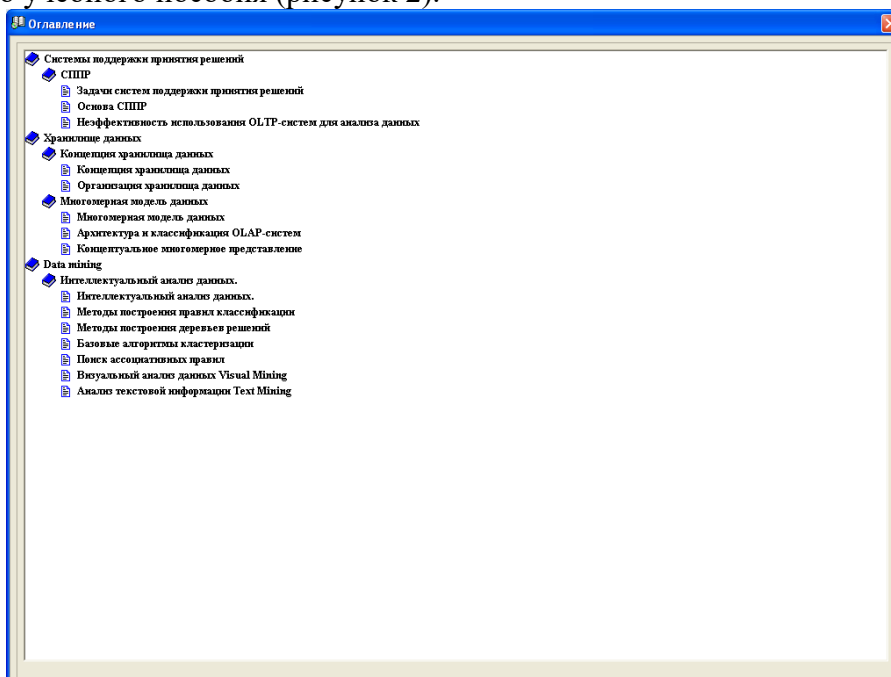 о учебного пособия (рисунок 2).
Оглавление
Системы поддержки принятия решений
СППР
Задачи систем поддержки принятия решений
Основа СППР
Неэффективность использования OLTP-систем для анализа данных
Хранилище данных
Концепция хранилища данных
Концепция хранилища данных
Организация хранилища данных
Многомерная модель данных
Многомерная модель данных
Архитектура и классификация OLAP-систем
Концептуальное многомерное представление
Data mining
Интеллектуальный анализ данных.
Интеллектуальный анализ данных.
Методы построения правил классификации
Методы построения деревьев решений
Базовые алгоритмы кластеризации
Поиск ассоциативных правил
Визуальный анализ данных Visual Mining
Анализ текстовой информации Text Mining